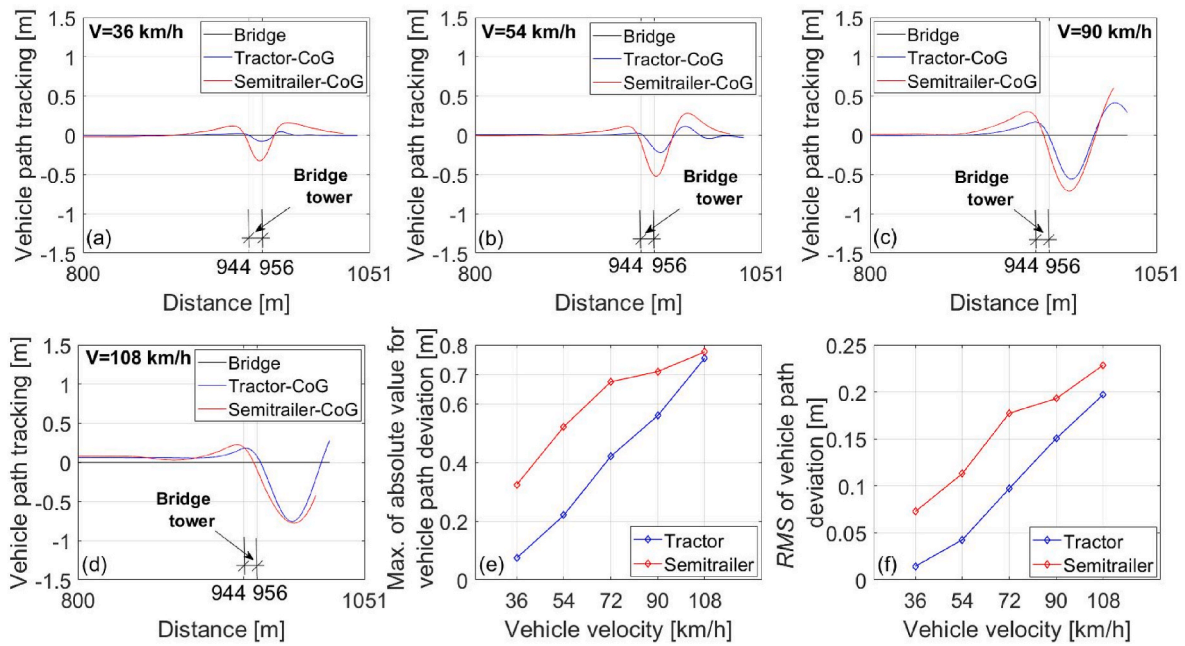 Vehicle path tracking [m]
1.5
1
0.5
0
-0.5
-1
-1.5
V=36 km/h
Bridge
Tractor-CoG
Semitrailer-CoG
Bridge
tower
(a)
800
944 956
1051
Distance [m]
Vehicle path tracking [m]
1.5
1
0.5
0
-0.5
-1
-1.5
V=54 km/h
Bridge
Tractor-CoG
Semitrailer-CoG
Bridge
tower
(b)
800
944 956
1051
Distance [m]
Vehicle path tracking [m]
1.5
1
0.5
0
-0.5
-1
-1.5
V=90 km/h
Bridge
Tractor-CoG
Semitrailer-CoG
Bridge
tower
(c)
800
944 956
1051
Distance [m]
Vehicle path tracking [m]
1.5
1
0.5
0
-0.5
-1
-1.5
V=108 km/h
Bridge
Tractor-CoG
Semitrailer-CoG
Bridge
tower
(d)
800
944 956
1051
Distance [m]
Max. of absolute value for
vehicle path deviation [m]
0.8
0.6
0.4
0.2
0
(e)
Tractor
Semitrailer
36 54 72 90 108
Vehicle velocity [km/h]
RMS of vehicle path
deviation [m]
0.25
0.2
0.15
0.1
0.05
0
(f)
Tractor
Semitrailer
36 54 72 90 108
Vehicle velocity [km/h]